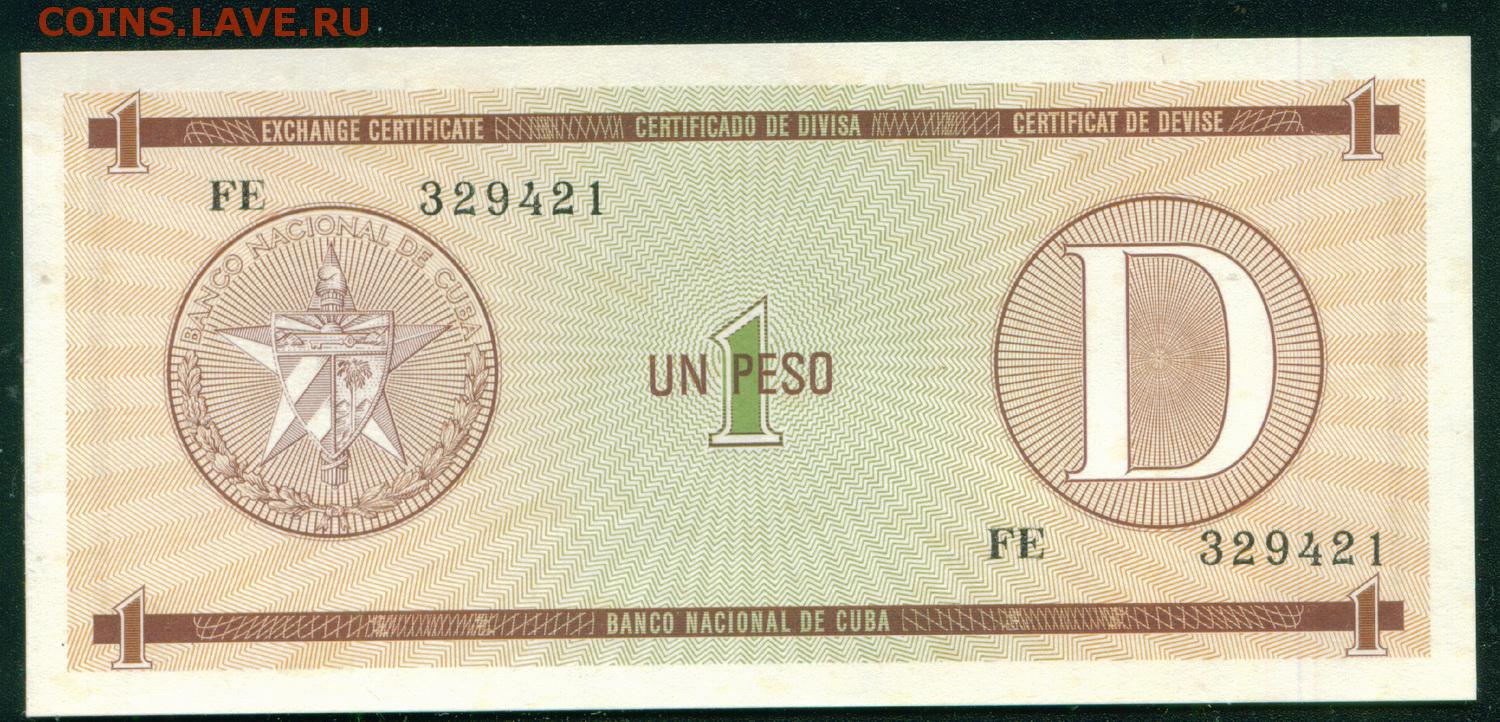 COINS.LAVE.RU
1 EXCHANGE CERTIFICATE CERTIFICADO DE DIVISA CERTIFICAT DE DEVISE 1
FE 329421
BANCO NACIONAL DE CUBA
D
UN PESO
1
FE 329421
1 BANCO NACIONAL DE CUBA 1